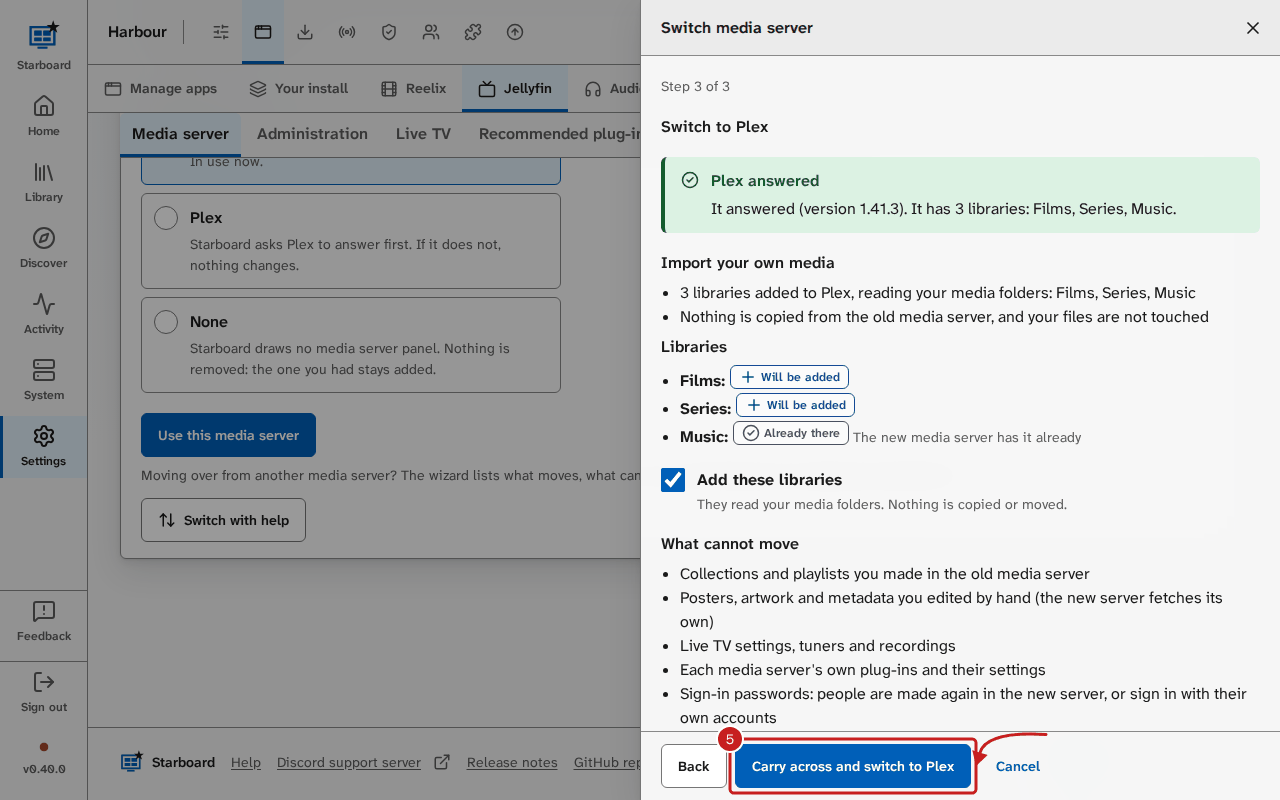 Starboard
Home
Library
Discover
Activity
System
Settings
Feedback
Sign out
v0.40.0
Harbour
Manage apps
Your install
Reelix
Jellyfin
Media server
Administration
Live TV
In use now.
Plex
Starboard asks Plex to answer first. If it does not,
nothing changes.
None
Starboard draws no media server panel. Nothing is
removed: the one you had stays added.
Use this media server
Moving over from another media server? The wizard lists what moves, what
Switch with help
Starboard
Help
Discord support server
Release notes
GitHub
Switch media server
Step 3 of 3
Switch to Plex
Plex answered
It answered (version 1.41.3). It has 3 libraries: Films, Series, Music.
Import your own media
• 3 libraries added to Plex, reading your media folders: Films, Series, Music
• Nothing is copied from the old media server, and your files are not touched
Libraries
• Films: Will be added
• Series: Will be added
• Music: Already there The new media server has it already
Add these libraries
They read your media folders. Nothing is copied or moved.
What cannot move
• Collections and playlists you made in the old media server
• Posters, artwork and metadata you edited by hand (the new server fetches its
own)
• Live TV settings, tuners and recordings
• Each media server's own plug-ins and their settings
• Sign-in passwords: people are made again in the new server, or sign in with their
own accounts
5
Back
Carry across and switch to Plex
Cancel